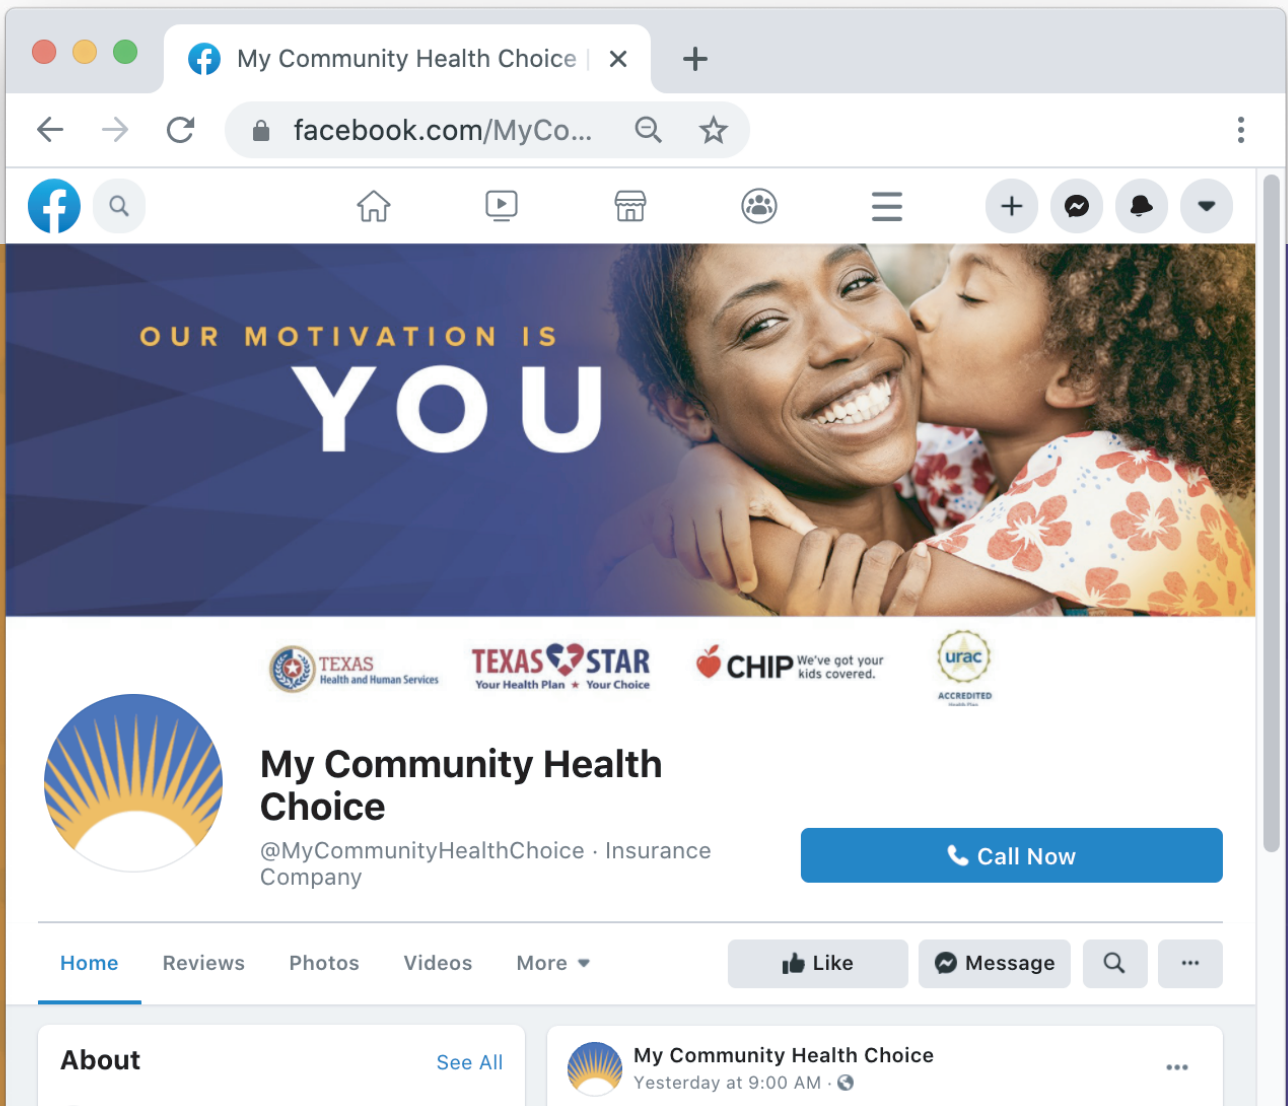 My Community Health Choice
facebook.com/MyCo...
OUR MOTIVATION IS
YOU
TEXAS
Health and Human Services
TEXAS STAR
Your Health Plan ★ Your Choice
CHIP We've got your
kids covered.
urac
ACCREDITED
Health Plan
My Community Health
Choice
@MyCommunityHealthChoice · Insurance
Company
Call Now
Home Reviews Photos Videos More
Like Message
About See All
My Community Health Choice
Yesterday at 9:00 AM ·